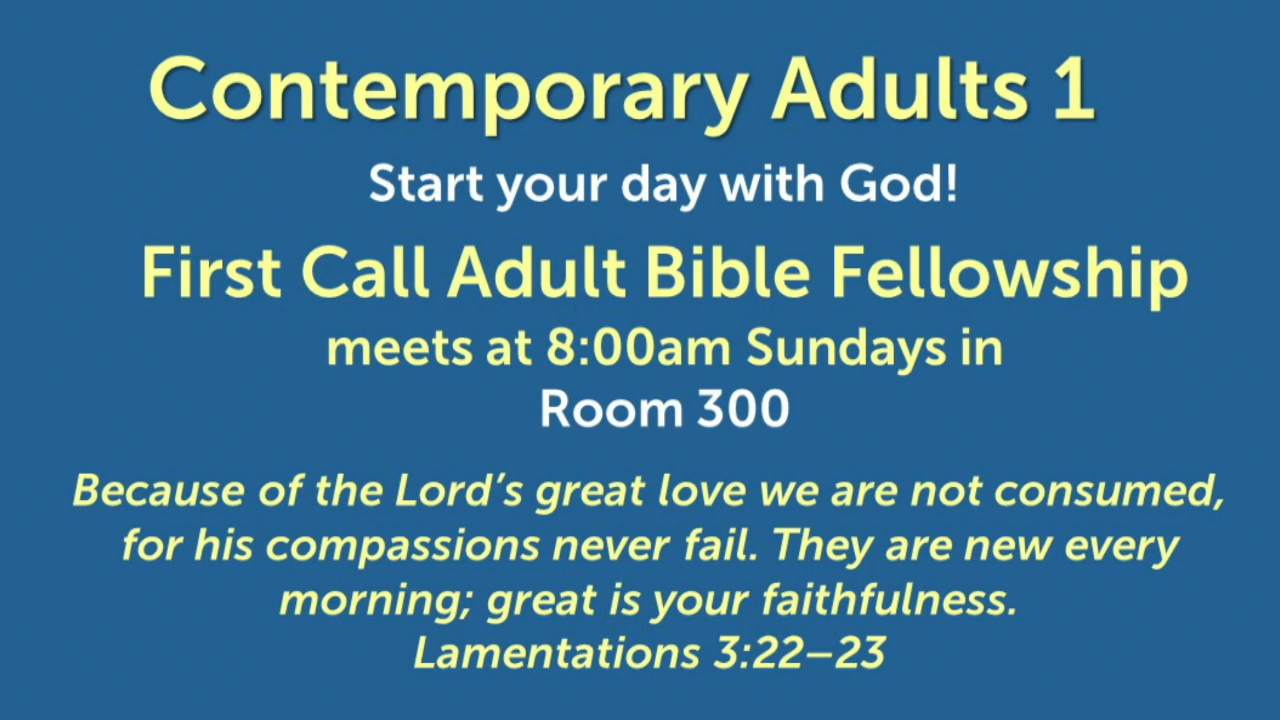 Contemporary Adults 1
Start your day with God!
First Call Adult Bible Fellowship
meets at 8:00am Sundays in
Room 300
Because of the Lord’s great love we are not consumed,
for his compassions never fail. They are new every
morning; great is your faithfulness.
Lamentations 3:22–23